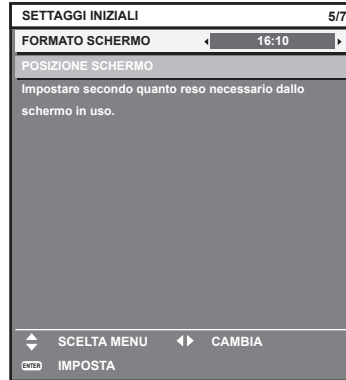 SETTAGGI INIZIALI 5/7
FORMATO SCHERMO 16:10
POSIZIONE SCHERMO
Impostare secondo quanto reso necessario dallo
schermo in uso.
SCELTA MENU CAMBIA
ENTER IMPOSTA